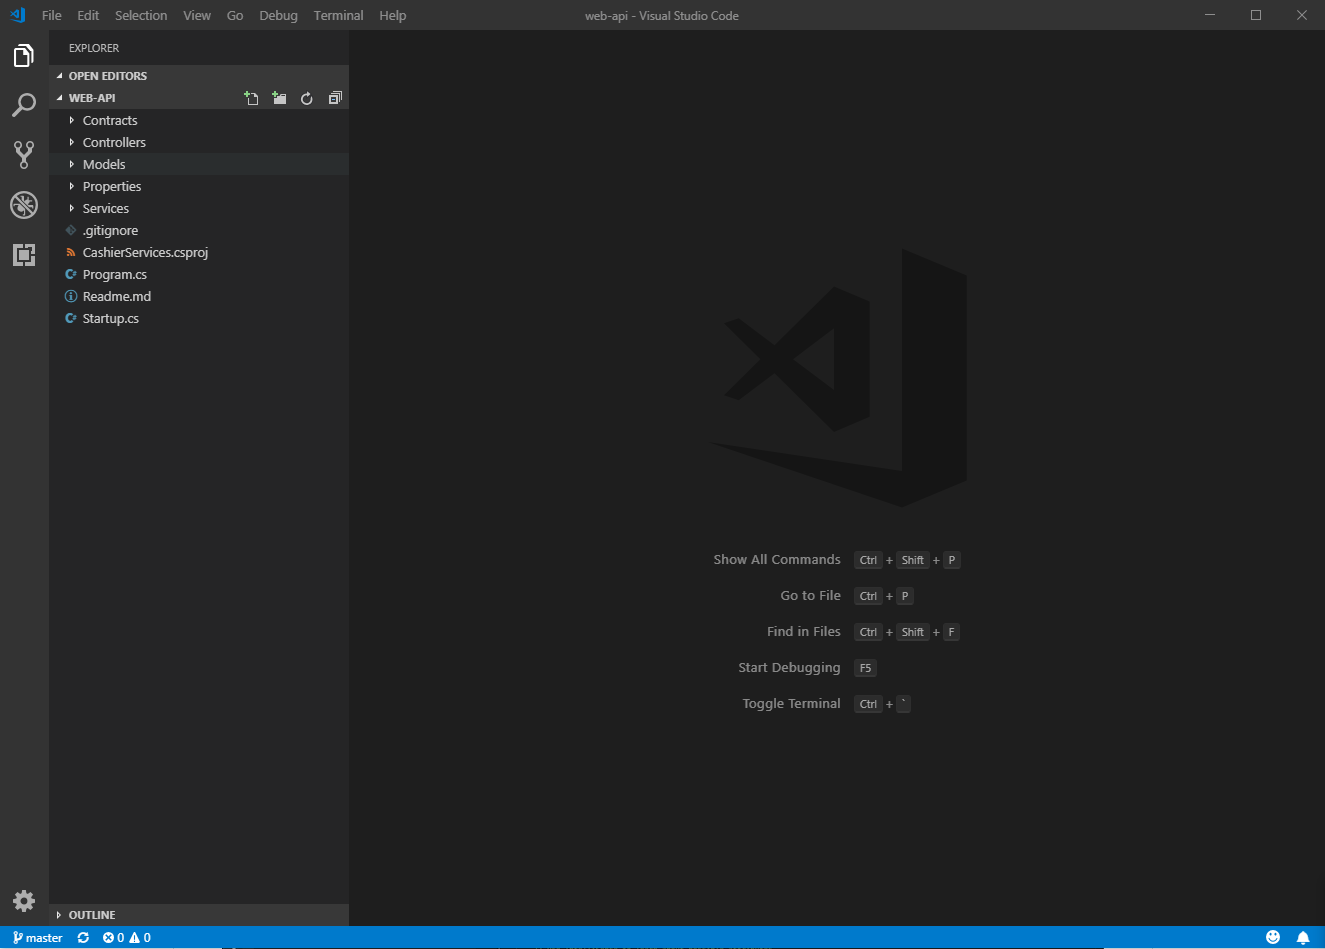 File Edit Selection View Go Debug Terminal Help web-api - Visual Studio Code
EXPLORER
OPEN EDITORS
WEB-API
Contracts
Controllers
Models
Properties
Services
.gitignore
CashierServices.csproj
C# Program.cs
Readme.md
C# Startup.cs
Show All Commands Ctrl + Shift + P
Go to File Ctrl + P
Find in Files Ctrl + Shift + F
Start Debugging F5
Toggle Terminal Ctrl + `
OUTLINE
master 0 0